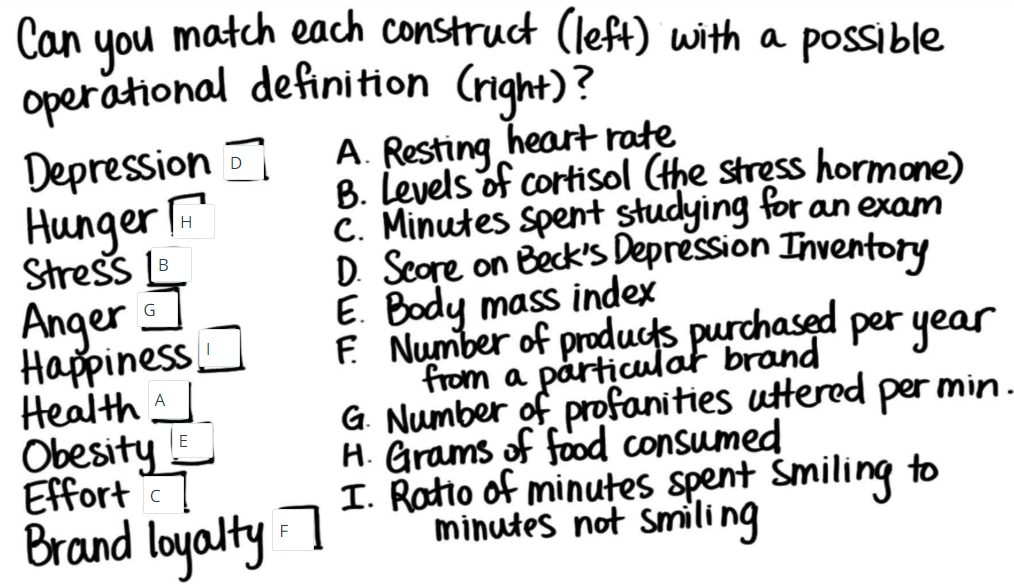 Can you match each construct (left) with a possible
operational definition (right)?
Depression D
Hunger H
Stress B
Anger G
Happiness I
Health A
Obesity E
Effort C
Brand loyalty F
A. Resting heart rate
B. Levels of cortisol (the stress hormone)
C. Minutes spent studying for an exam
D. Score on Beck's Depression Inventory
E. Body mass index
F. Number of products purchased per year
from a particular brand
G. Number of profanities uttered per min.
H. Grams of food consumed
I. Ratio of minutes spent smiling to
minutes not smiling